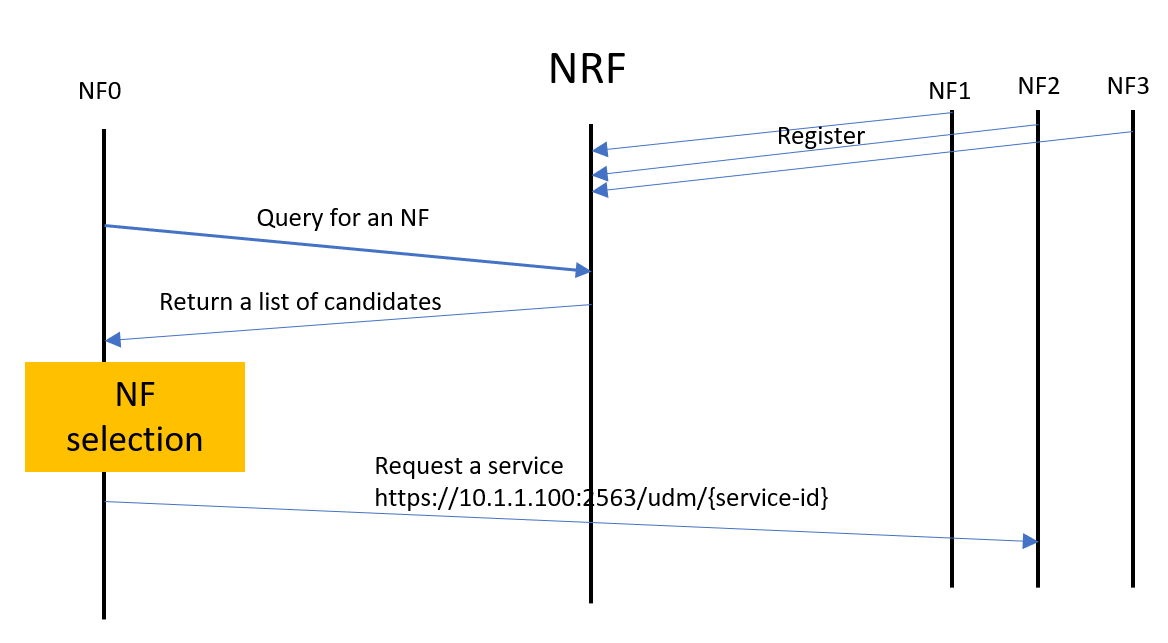 NRF
NF0
NF1
NF2
NF3
Register
Query for an NF
Return a list of candidates
NF
selection
Request a service
https://10.1.1.100:2563/udm/{service-id}